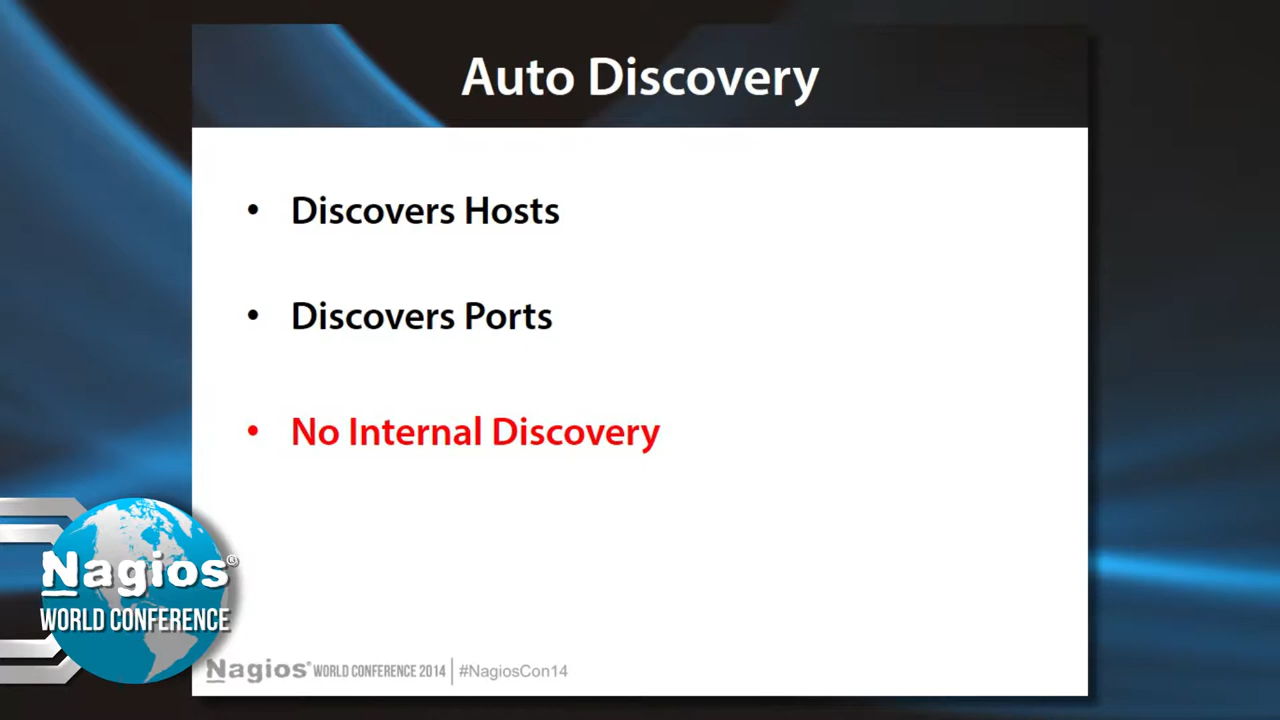 Auto Discovery
• Discovers Hosts
• Discovers Ports
• No Internal Discovery
Nagios®
WORLD CONFERENCE
Nagios® WORLD CONFERENCE 2014 | #NagiosCon14